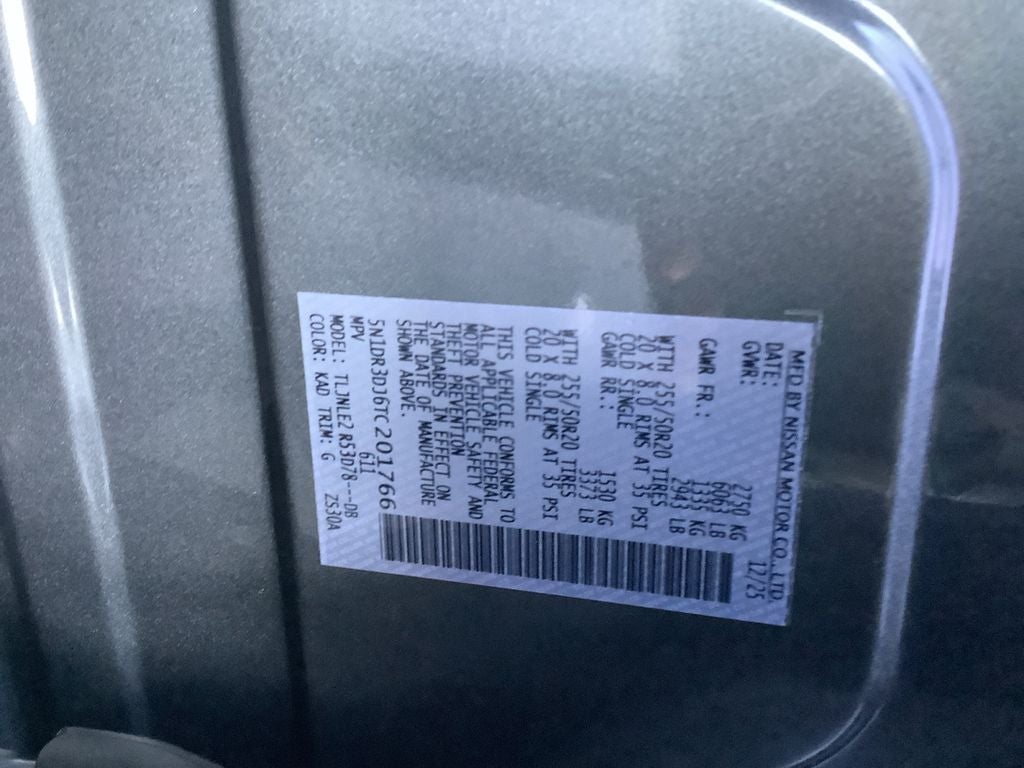 MFD BY NISSAN MOTOR CO., LTD.
DATE: 12/25
GVWR: 2750 KG
6063 LB
GAWR FR.: 1335 KG
2943 LB
WITH 255/50R20 TIRES
20 X 8.0 RIMS AT 35 PSI
COLD SINGLE
GAWR RR.: 1530 KG
3373 LB
WITH 255/50R20 TIRES
20 X 8.0 RIMS AT 35 PSI
COLD SINGLE
THIS VEHICLE CONFORMS TO
ALL APPLICABLE FEDERAL
MOTOR VEHICLE SAFETY AND
THEFT PREVENTION
STANDARDS IN EFFECT ON
THE DATE OF MANUFACTURE
SHOWN ABOVE.
5N1DR3DJ6TC201766
MPV 611
MODEL: TLJNLE2 R53D78---DB
COLOR: KAD TRIM: G ZS30A